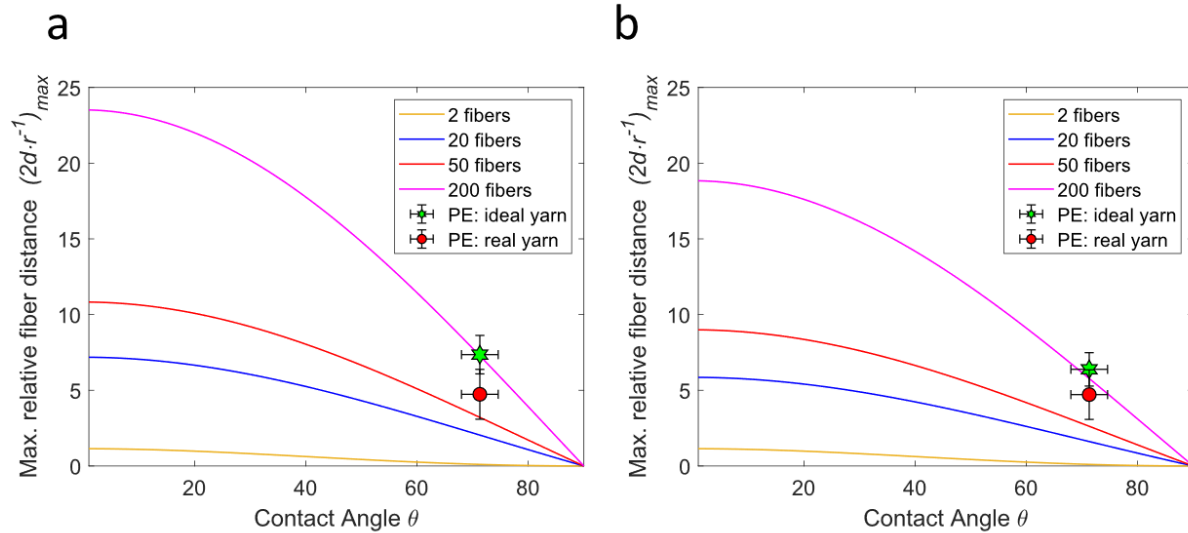 a
Max. relative fiber distance (2d·r⁻¹)max
25
20
15
10
5
0
20
40
60
80
Contact Angle θ
2 fibers
20 fibers
50 fibers
200 fibers
PE: ideal yarn
PE: real yarn
b
Max. relative fiber distance (2d·r⁻¹)max
25
20
15
10
5
0
20
40
60
80
Contact Angle θ
2 fibers
20 fibers
50 fibers
200 fibers
PE: ideal yarn
PE: real yarn